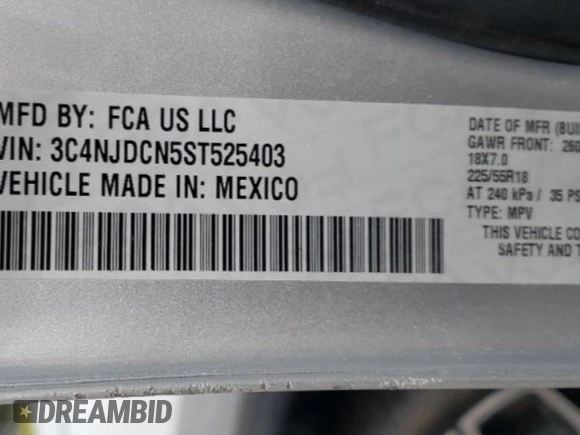 MFD BY: FCA US LLC
VIN: 3C4NJDCN5ST525403
VEHICLE MADE IN: MEXICO
DATE OF MFR
GAWR FRONT:
18X7.0
225/55R18
AT 240 kPa / 35
TYPE: MPV
THIS VEHICLE
SAFETY AND
DREAMBID